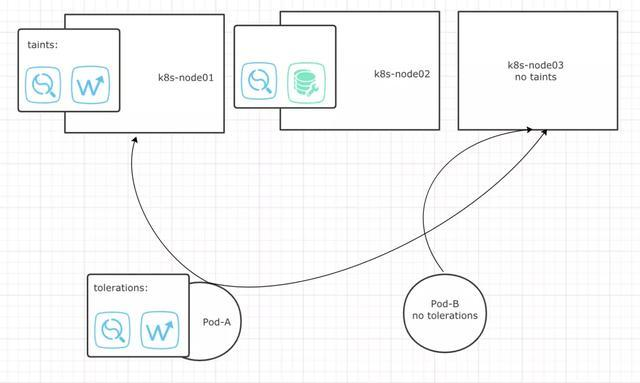 taints:
k8s-node01
k8s-node02
k8s-node03
no taints
tolerations:
W
W
Pod-A
Pod-B
no tolerations